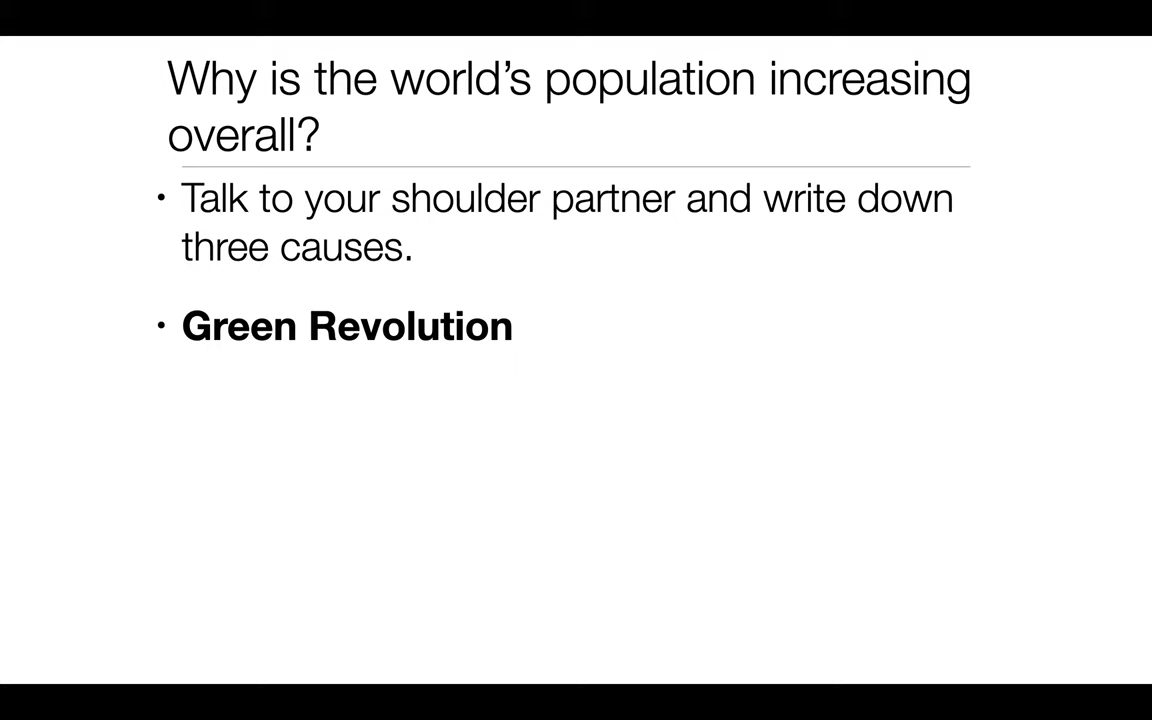 Why is the world’s population increasing
overall?
• Talk to your shoulder partner and write down
three causes.
• Green Revolution